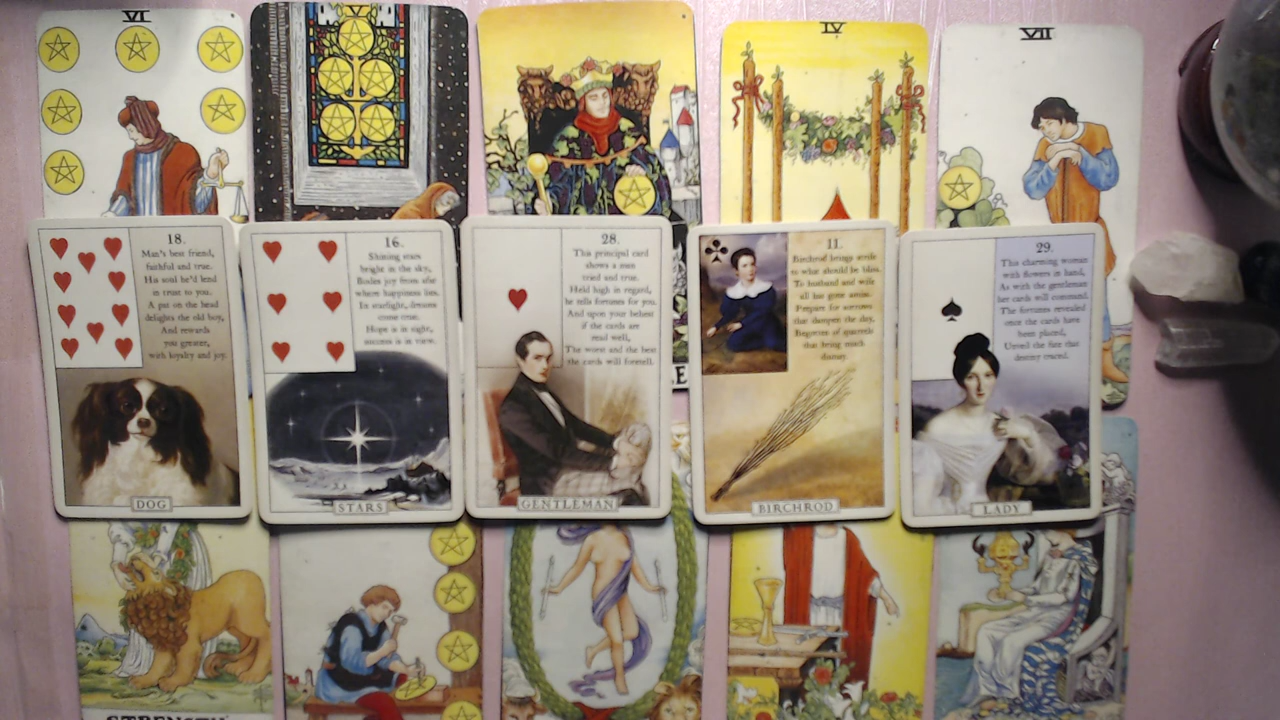 VI
IV
VII
18.
Man's best friend,
faithful and true.
His soul he'd lend
in trust to you.
A pat on the head
delights the old boy,
And rewards
you greater,
with loyalty and joy.
DOG
16.
Shining stars
bright in the sky,
Bodes joy from she
where happiness lies.
In starlight, dreams
come true.
Hope is in sight,
success is in view.
STARS
28.
This principal card
shows a man
tried and true.
Held high in regard,
he tells fortunes for you.
And upon your behest
if the cards are
read well,
The worst and the best
the cards will foretell.
GENTLEMAN
11.
Birchrod brings strife
to what should be bliss.
To husband and wife
all has gone amiss.
Prepare for sorrows
that dampen the day,
Begotten of quarrels
that bring much
dismay.
BIRCHROD
29.
This charming woman
with flowers in hand,
As with the gentleman
her cards will command.
The fortunes revealed
once the cards have
been placed,
Unveil the fate that
destiny traced.
LADY
STRENGTH